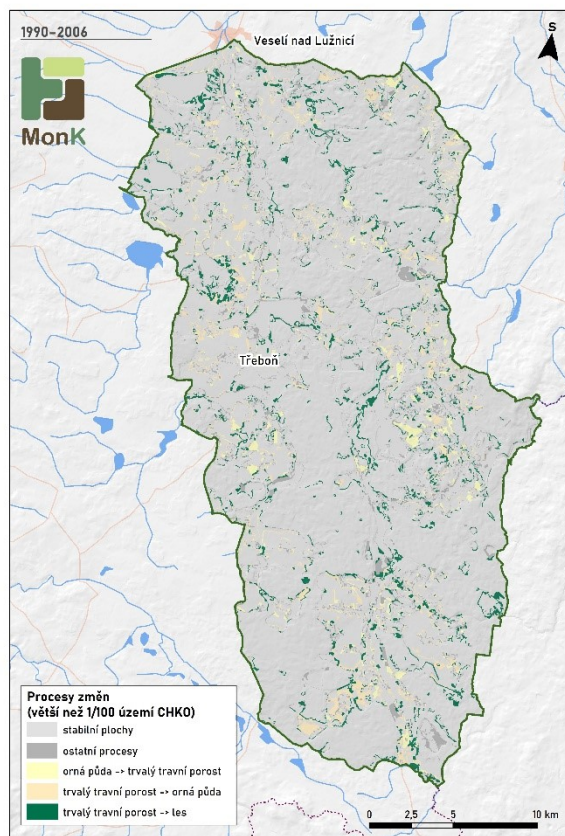 1990–2006
Veselí nad Lužnicí
S
MonK
Třeboň
Procesy změn
(větší než 1/100 území CHKO)
stabilní plochy
ostatní procesy
orná půda -> trvalý travní porost
trvalý travní porost -> orná půda
trvalý travní porost -> les
0 2,5 5 10 km